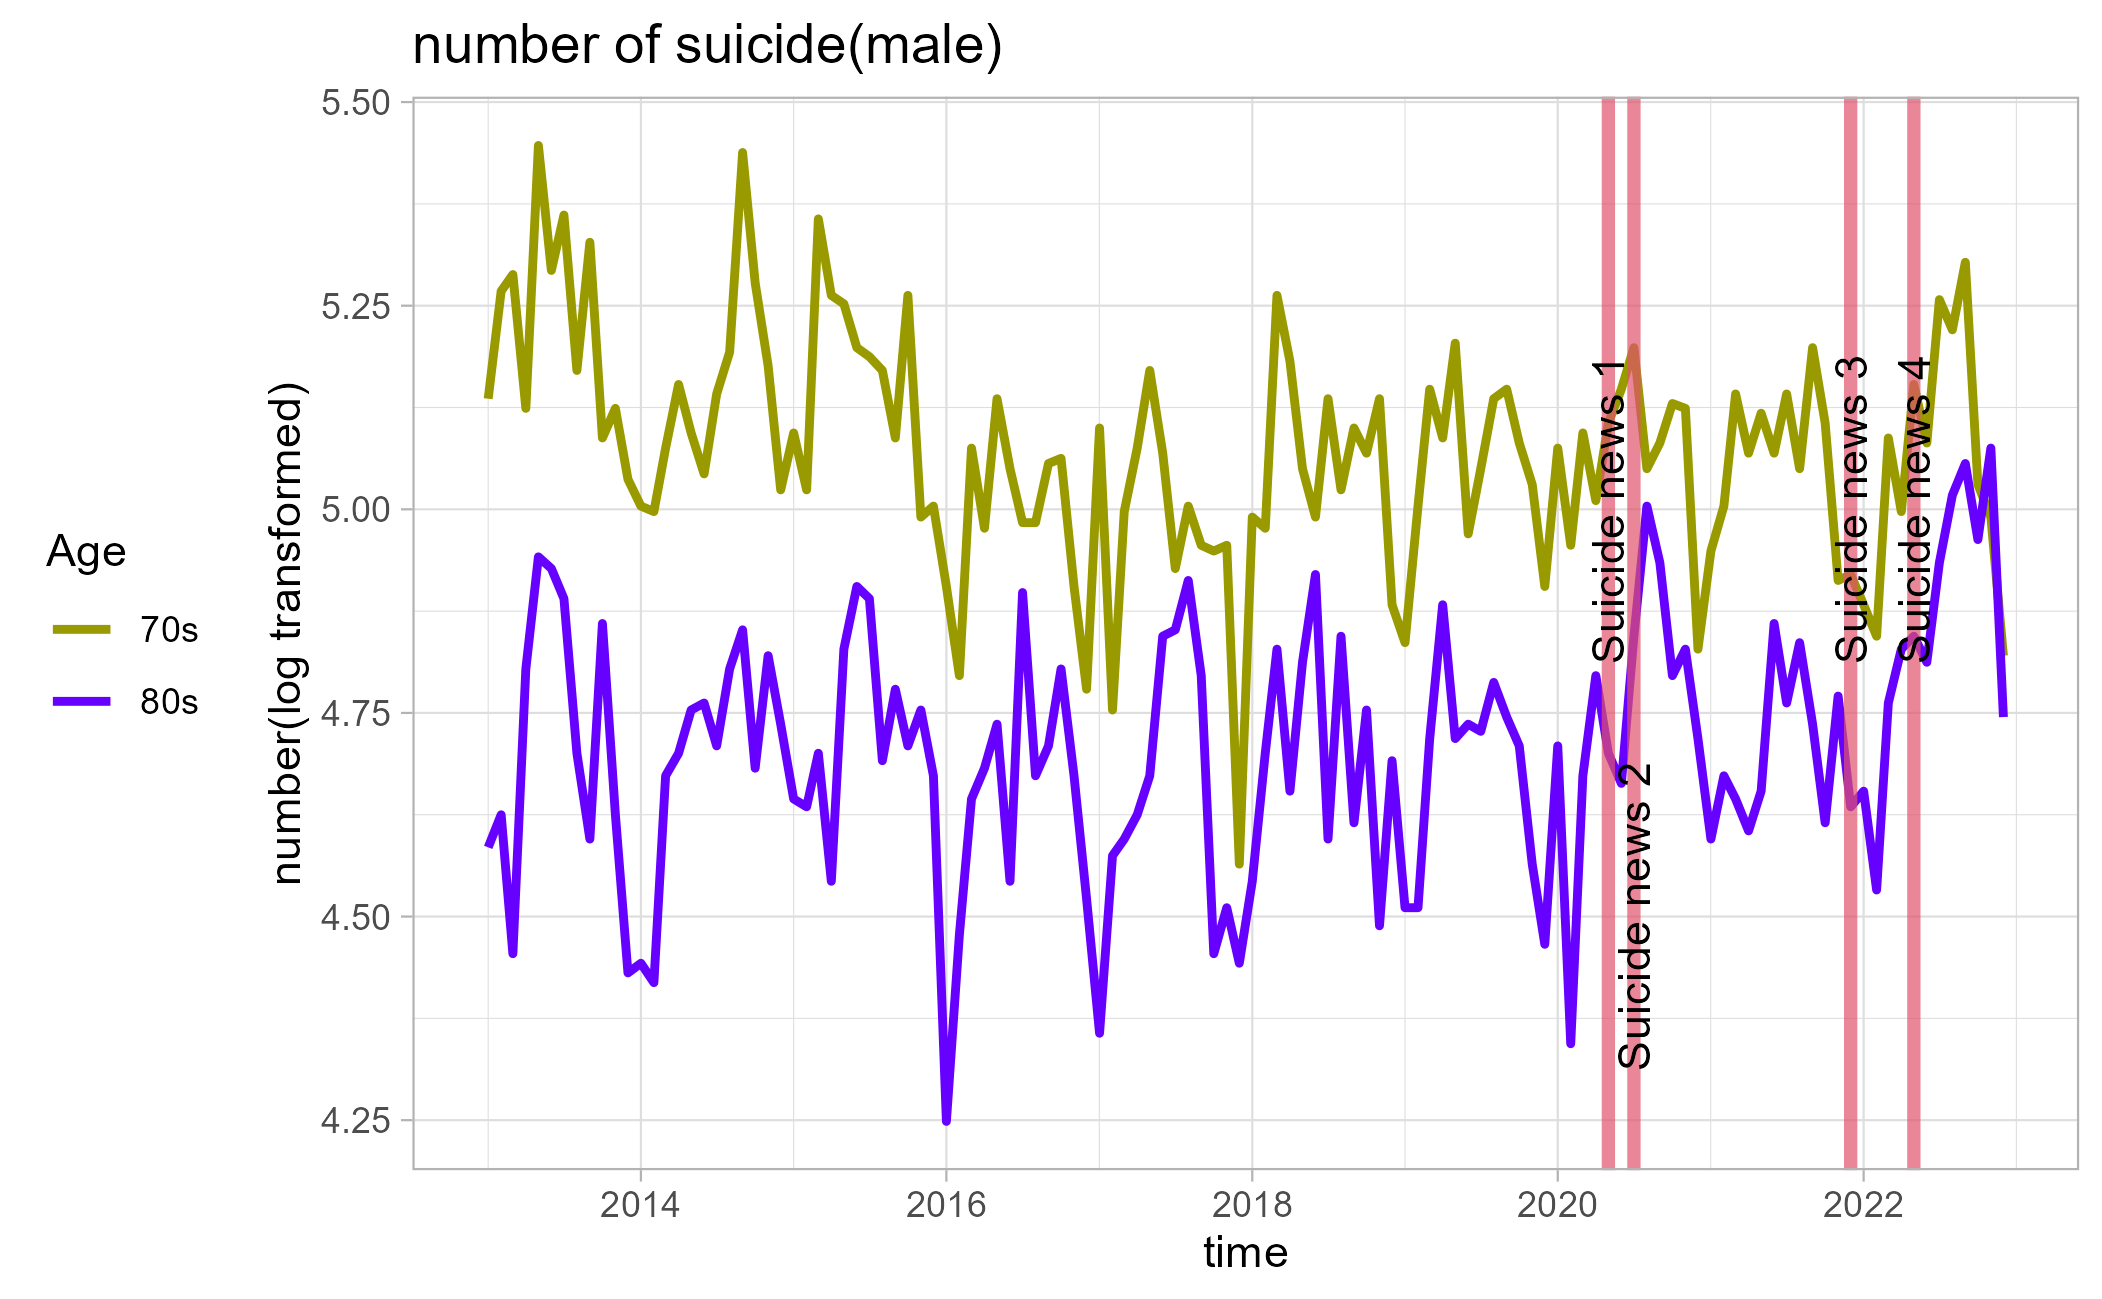 number of suicide(male)
5.50
5.25
5.00
4.75
4.50
4.25
number(log transformed)
Age
70s
80s
Suicide news 1
Suicide news 2
Suicide news 3
Suicide news 4
2014
2016
2018
2020
2022
time